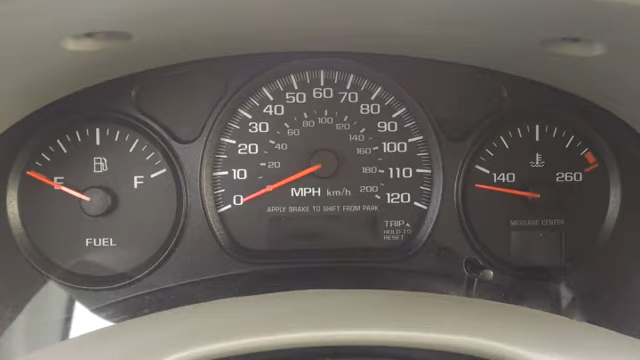 E F
FUEL
0 10 20 30 40 50 60 70 80 90 100 110 120
0 20 40 60 80 100 120 140 160 180 200
MPH km/h
APPLY BRAKE TO SHIFT FROM PARK
TRIP
HOLD TO
RESET
140 260
MESSAGE CENTER